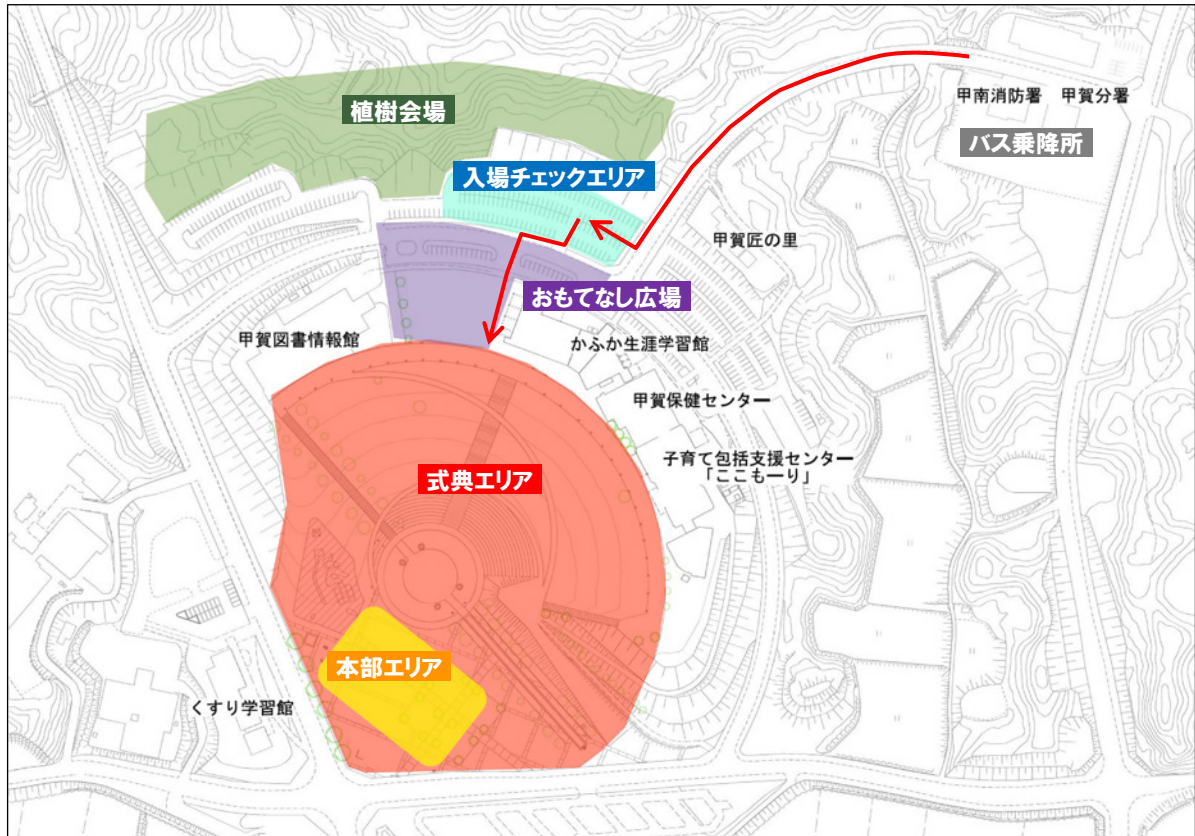 甲南消防署 甲賀分署
植樹会場
バス乗降所
入場チェックエリア
甲賀匠の里
おもてなし広場
甲賀図書情報館
かふか生涯学習館
甲賀保健センター
子育て包括支援センター
「ここもーり」
式典エリア
本部エリア
くすり学習館